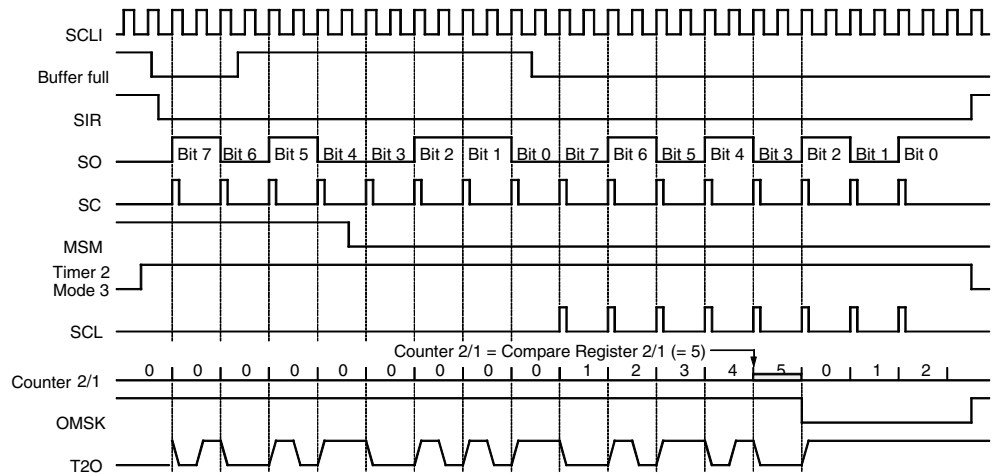 SCLI
Buffer full
SIR
SO Bit 7 Bit 6 Bit 5 Bit 4 Bit 3 Bit 2 Bit 1 Bit 0 Bit 7 Bit 6 Bit 5 Bit 4 Bit 3 Bit 2 Bit 1 Bit 0
SC
MSM
Timer 2
Mode 3
SCL
Counter 2/1 = Compare Register 2/1 (= 5)
Counter 2/1 0 0 0 0 0 0 0 0 0 1 2 3 4 5 0 1 2
OMSK
T2O